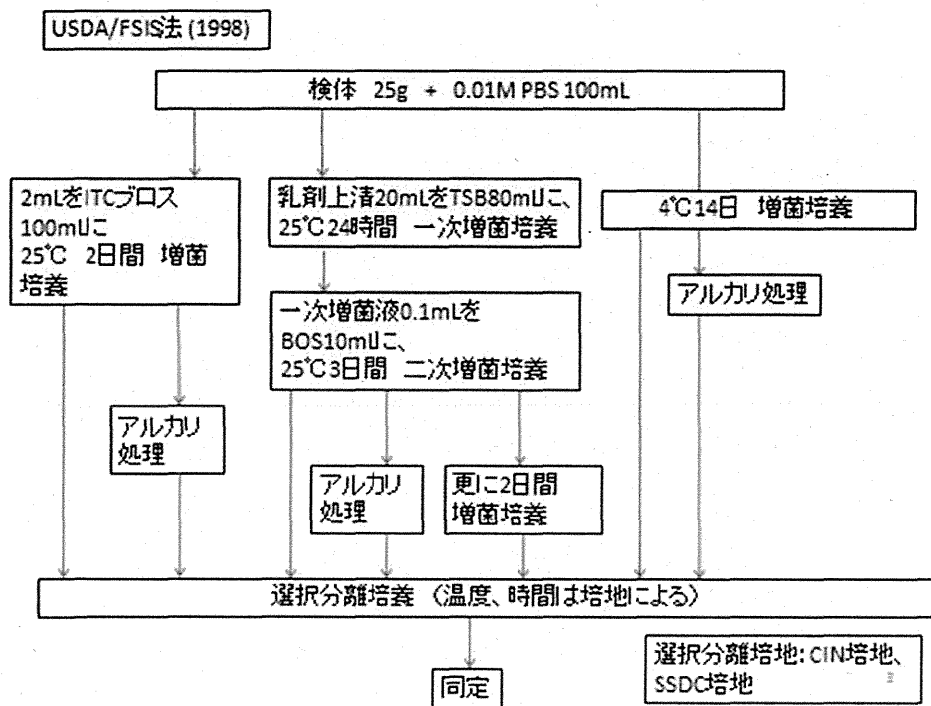 USDA/FSIS法 (1998)
検体 25g + 0.01M PBS 100mL
2mLをITCブロス
100mLに
25℃ 2日間 増菌
培養
乳剤上清20mLをTSB80mLに、
25℃24時間 一次増菌培養
4℃14日 増菌培養
アルカリ処理
一次増菌液0.1mLを
BOS10mLに、
25℃3日間 二次増菌培養
アルカリ
処理
アルカリ
処理
更に2日間
増菌培養
選択分離培養 (温度、時間は培地による)
選択分離培地: CIN培地、
SSDC培地
同定